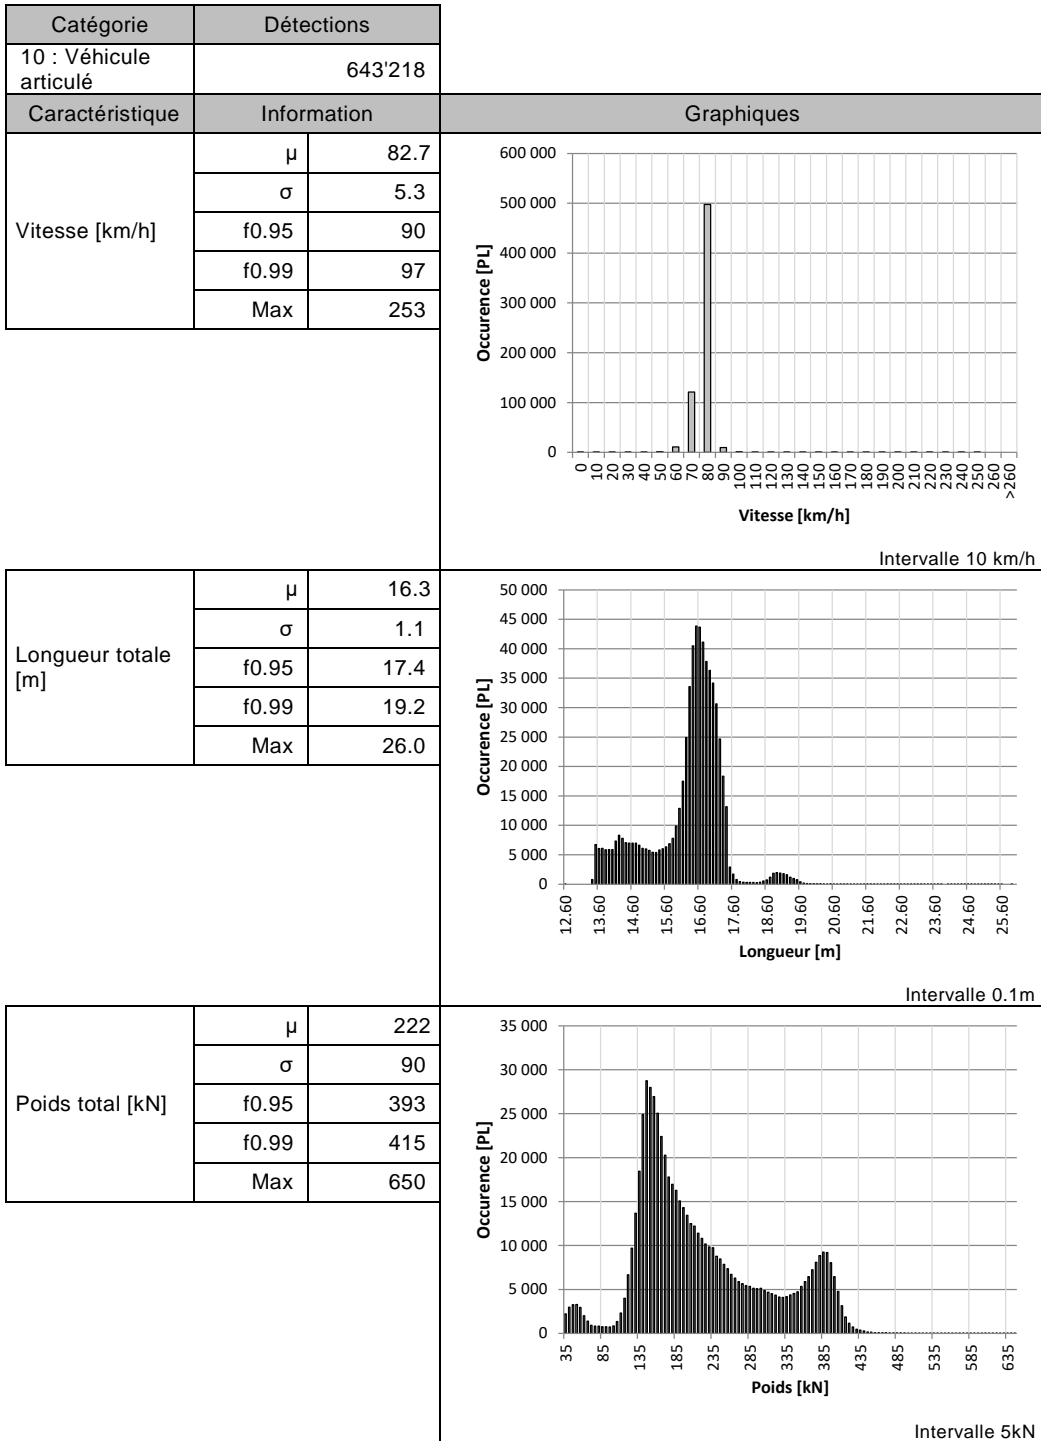 Catégorie Détections
10 : Véhicule articulé 643'218
Caractéristique Information Graphiques
Vitesse [km/h]
µ 82.7
σ 5.3
f0.95 90
f0.99 97
Max 253
600 000
500 000
400 000
300 000
200 000
100 000
0
Occurence [PL]
0 10 20 30 40 50 60 70 80 90 100 110 120 130 140 150 160 170 180 190 200 210 220 230 240 250 260 >260
Vitesse [km/h]
Intervalle 10 km/h
Longueur totale [m]
µ 16.3
σ 1.1
f0.95 17.4
f0.99 19.2
Max 26.0
50 000
45 000
40 000
35 000
30 000
25 000
20 000
15 000
10 000
5 000
0
Occurence [PL]
12.60 13.60 14.60 15.60 16.60 17.60 18.60 19.60 20.60 21.60 22.60 23.60 24.60 25.60
Longueur [m]
Intervalle 0.1m
Poids total [kN]
µ 222
σ 90
f0.95 393
f0.99 415
Max 650
35 000
30 000
25 000
20 000
15 000
10 000
5 000
0
Occurence [PL]
35 85 135 185 235 285 335 385 435 485 535 585 635
Poids [kN]
Intervalle 5kN